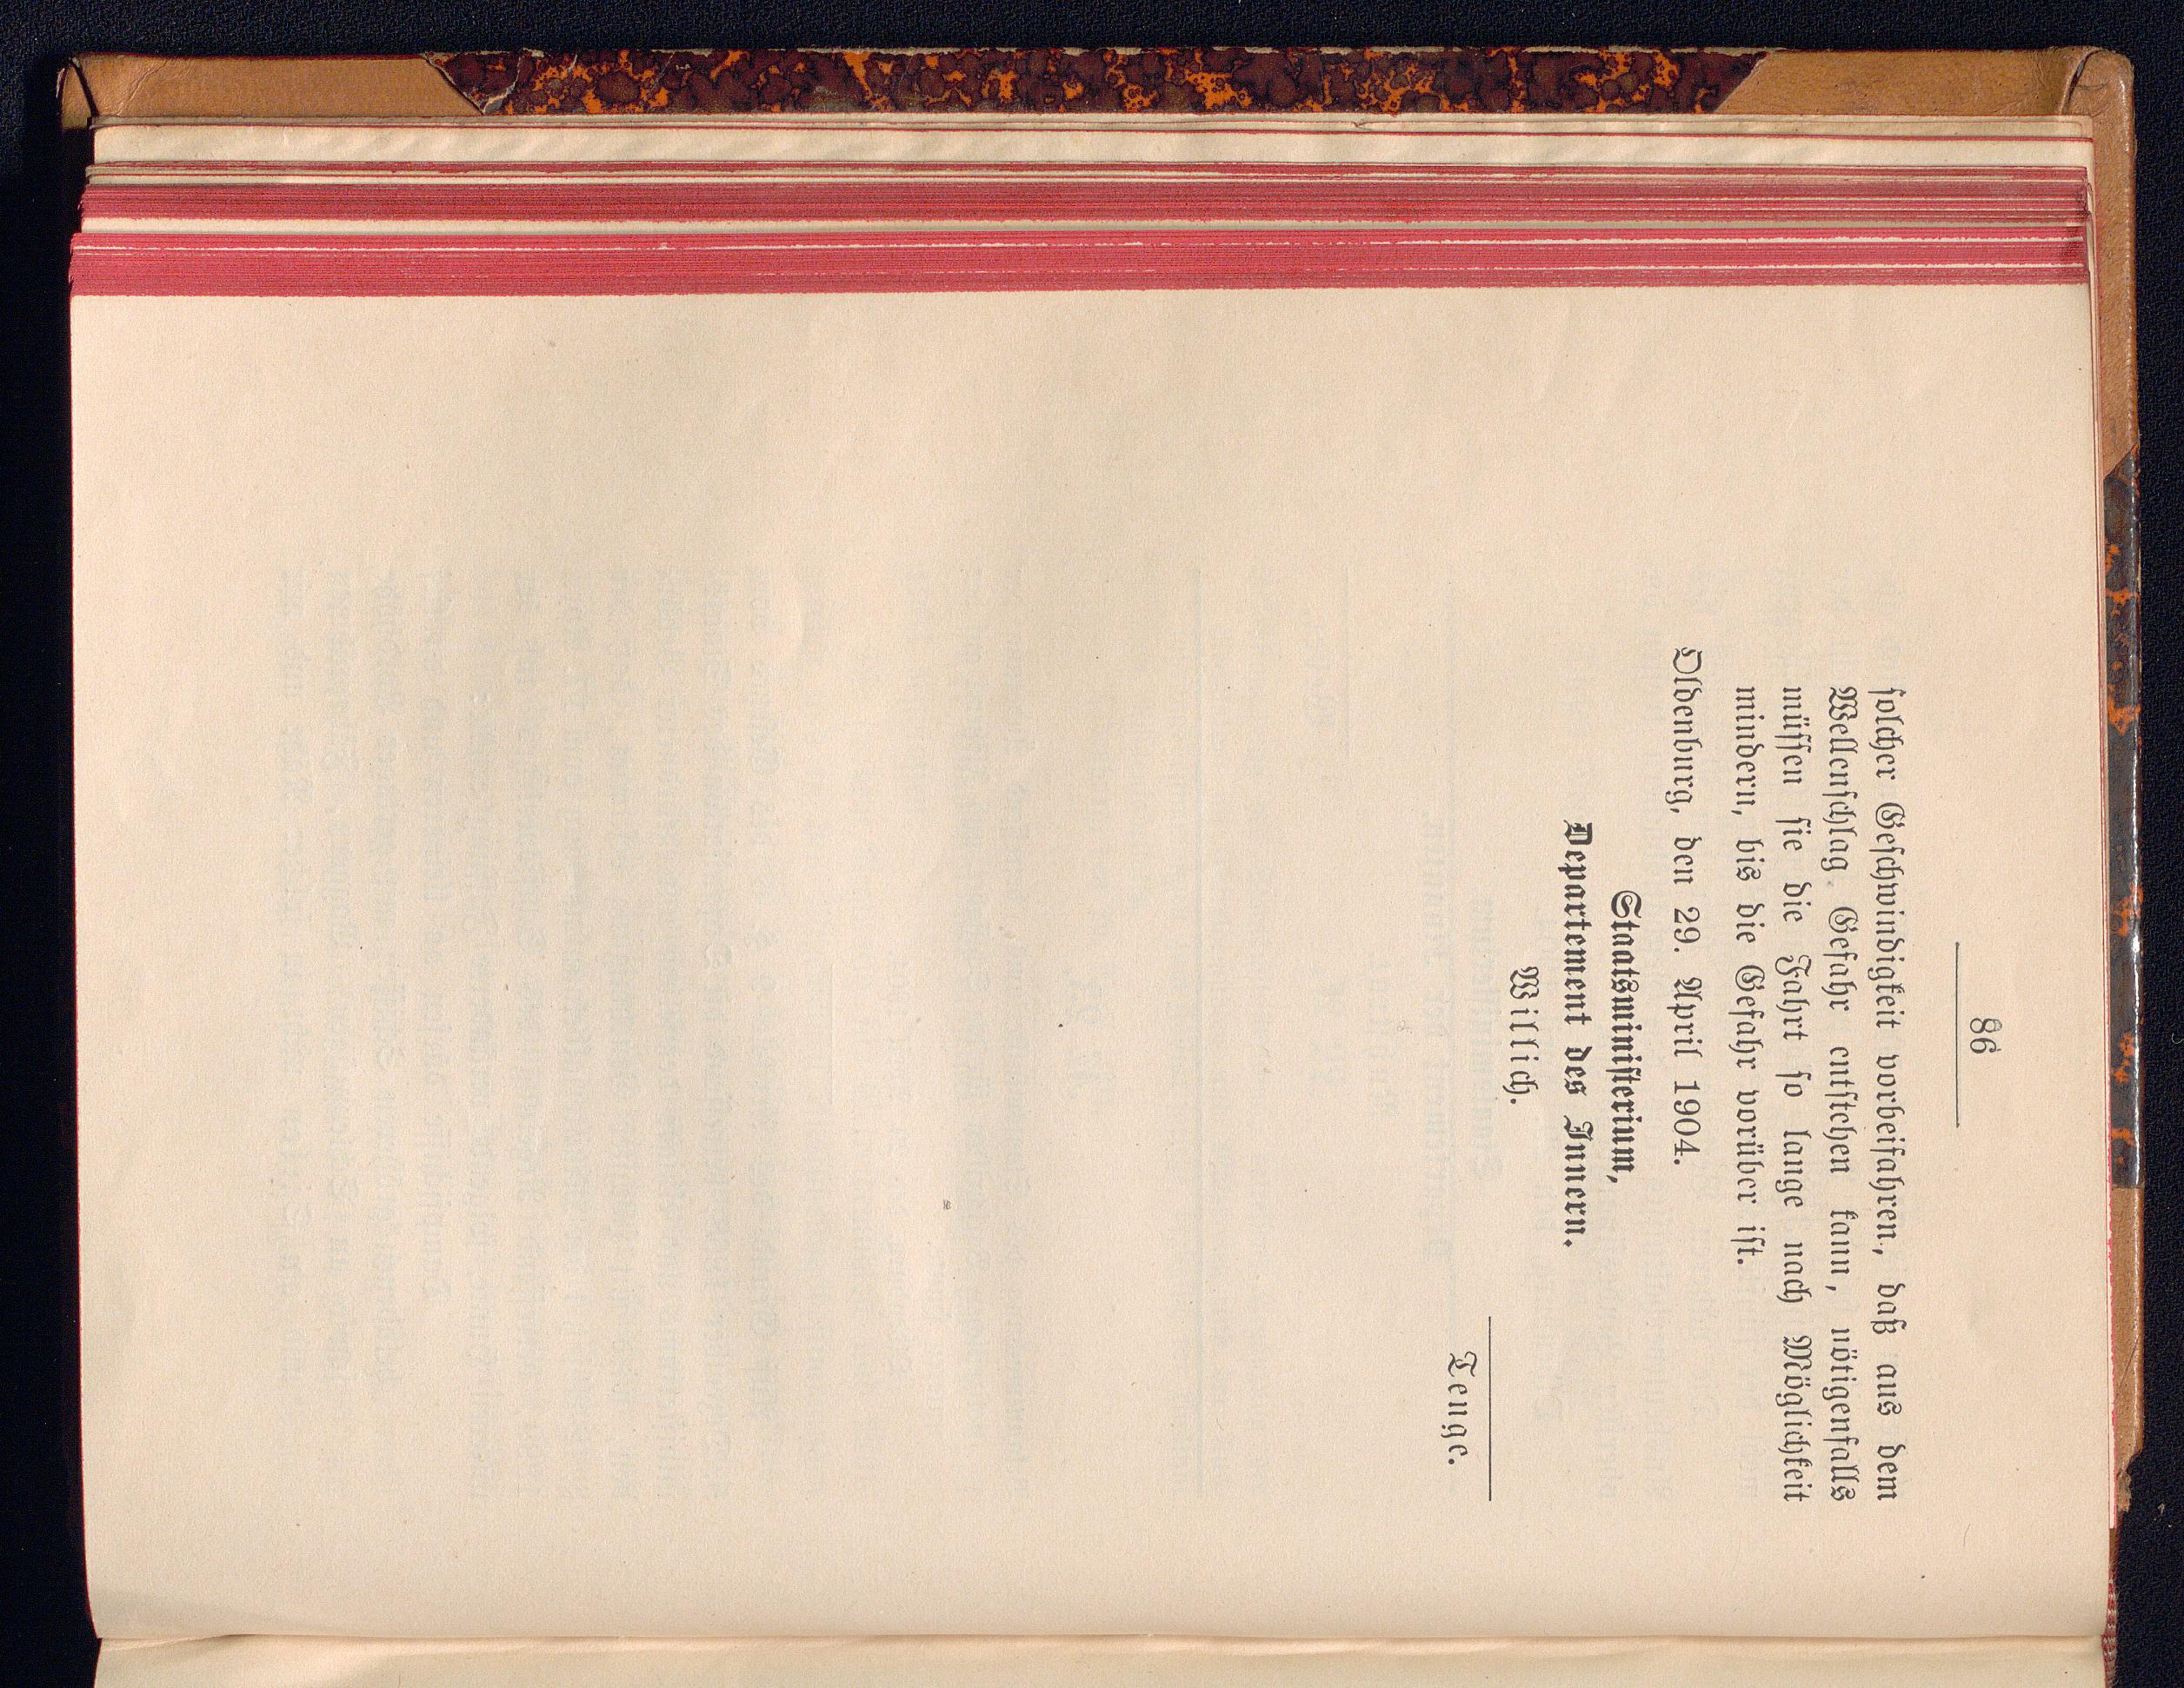 86
solcher Geschwindigkeit vorbeifahren, daß aus dem
Wellenschlag Gefahr entstehen kann, nötigenfalls
müssen sie die Fahrt so lange nach Möglichkeit
mindern, bis die Gefahr vorüber ist.
Oldenburg, den 29. April 1904.
Staatsministerium,
Departement des Innern.
Willich.
Tenge.